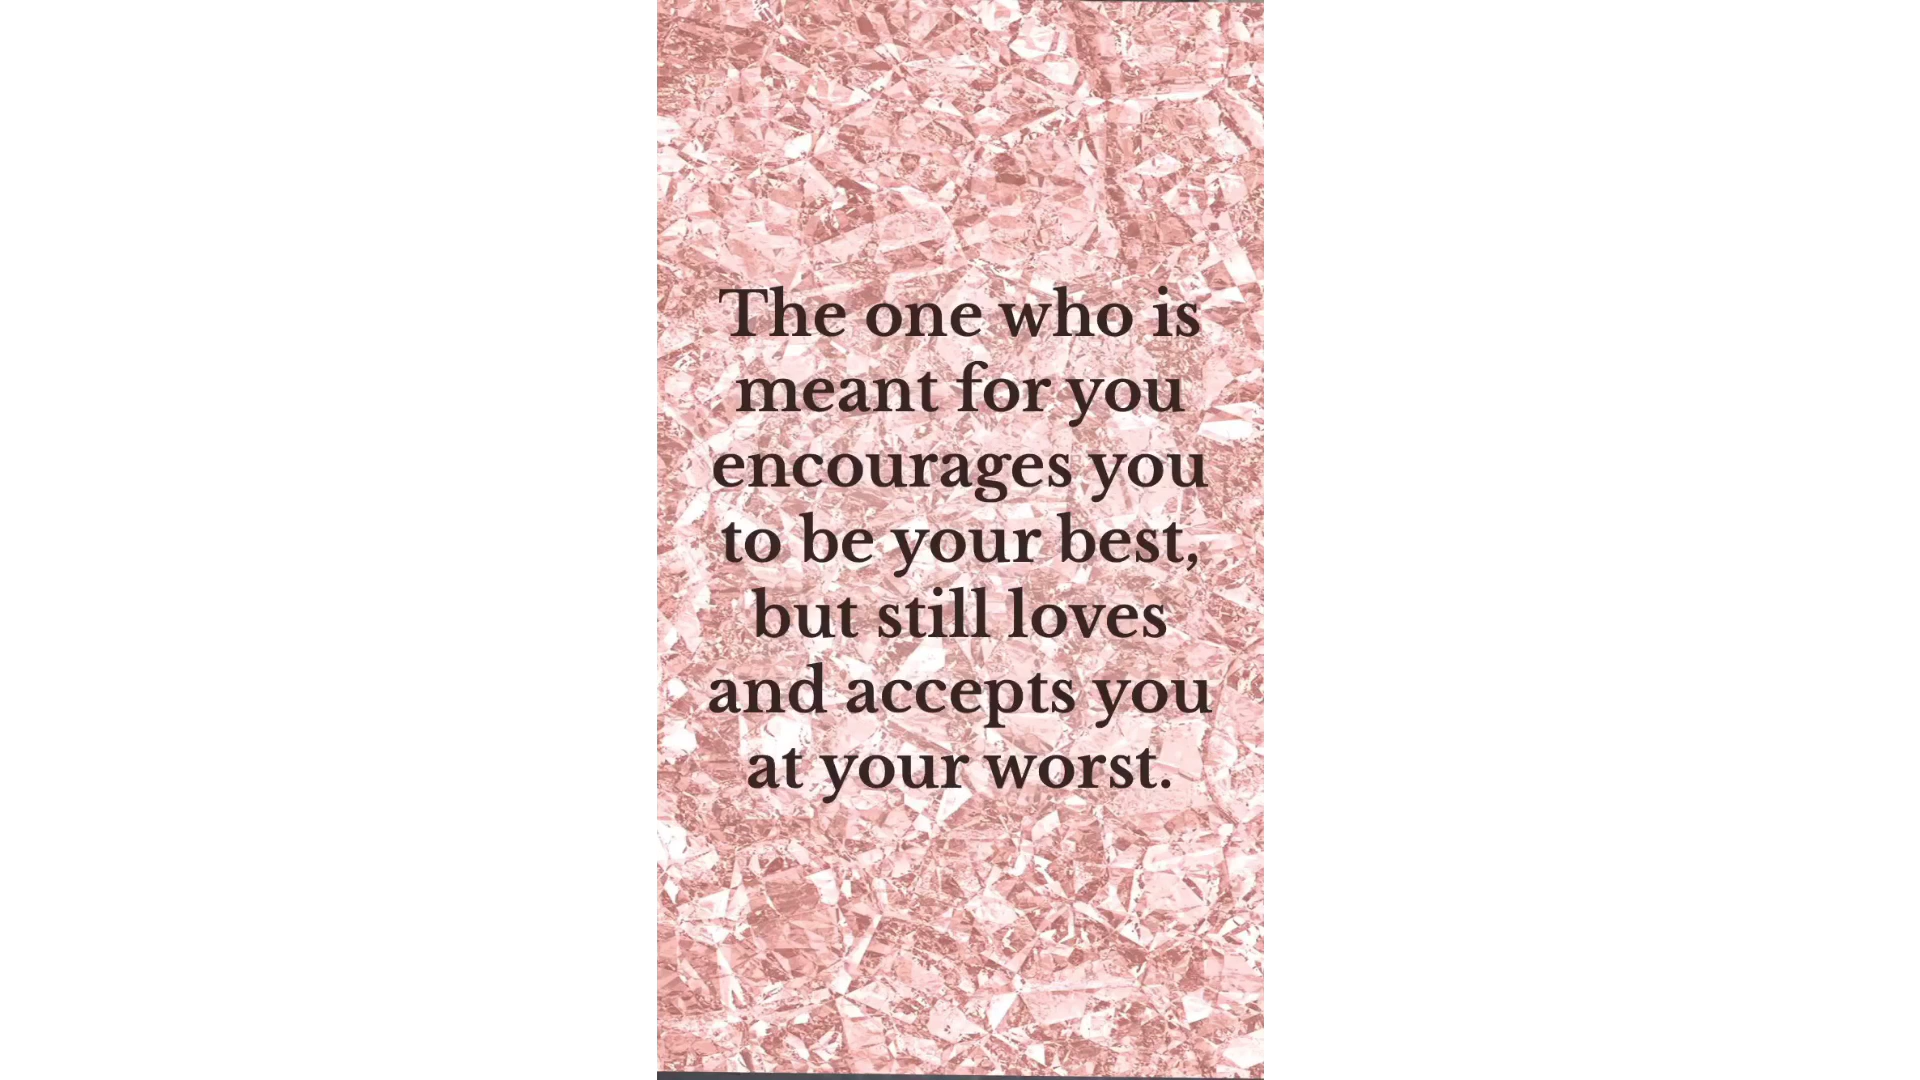 The one who is
meant for you
encourages you
to be your best,
but still loves
and accepts you
at your worst.